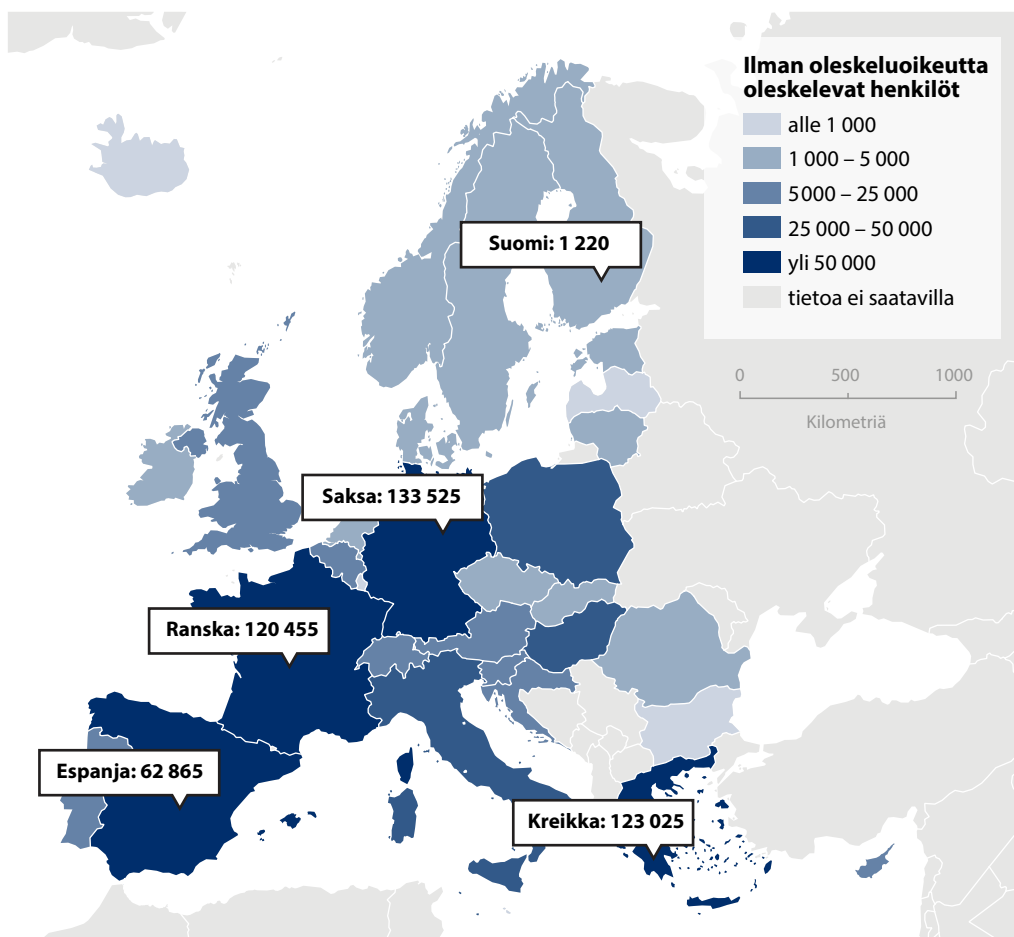 Ilman oleskeluoikeutta
oleskelevat henkilöt
alle 1 000
1 000 – 5 000
5000 – 25 000
25 000 – 50 000
yli 50 000
tietoa ei saatavilla
0 500 1000
Kilometriä
Suomi: 1 220
Saksa: 133 525
Ranska: 120 455
Espanja: 62 865
Kreikka: 123 025